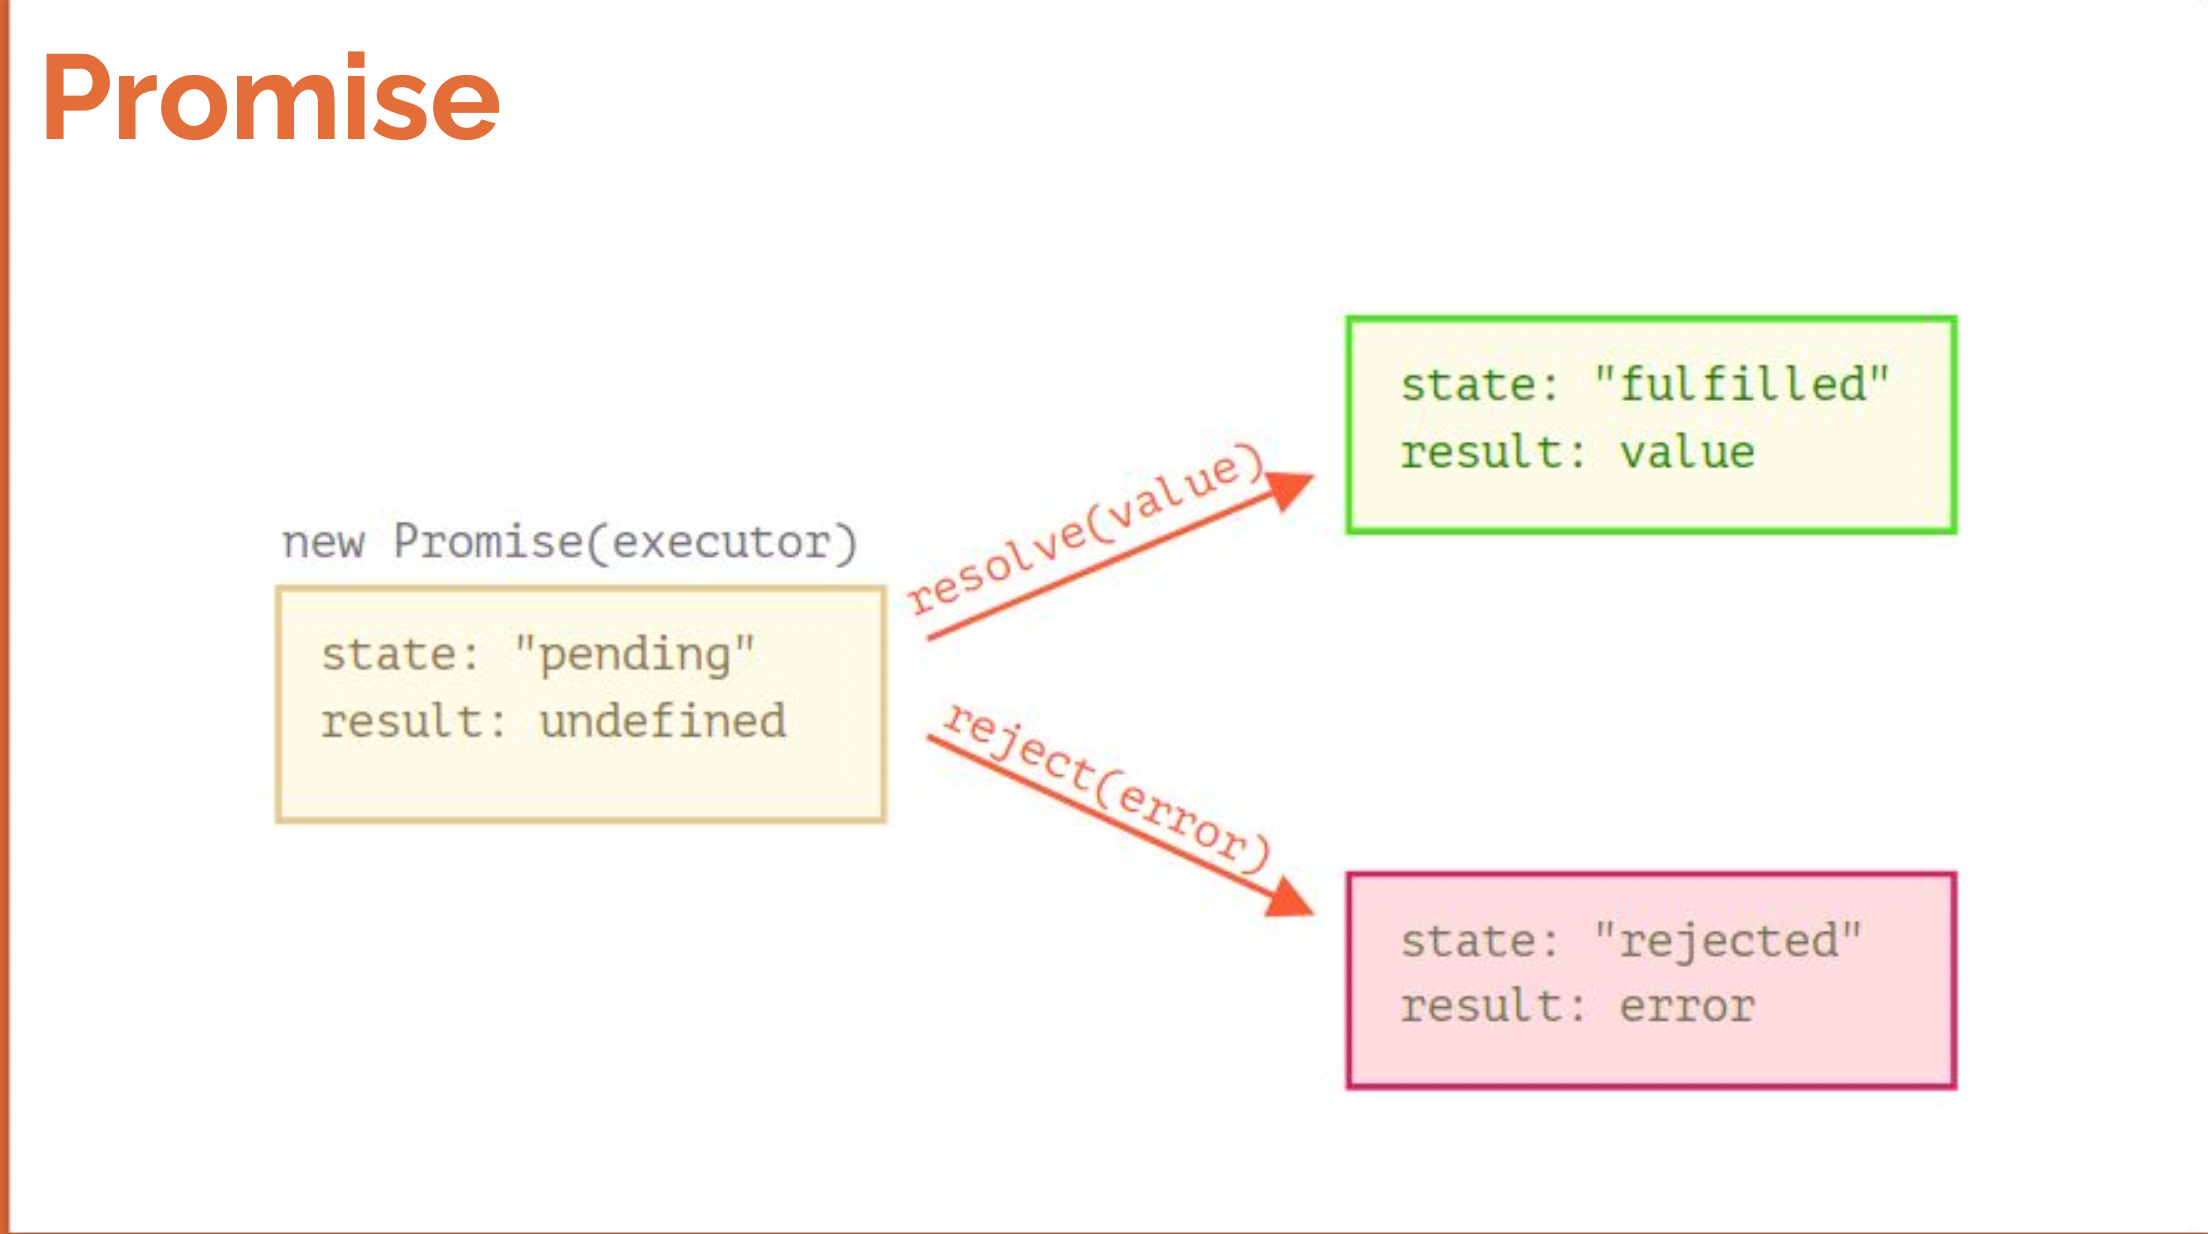 Promise
new Promise(executor)
state: "pending"
result: undefined
resolve(value)
reject(error)
state: "fulfilled"
result: value
state: "rejected"
result: error